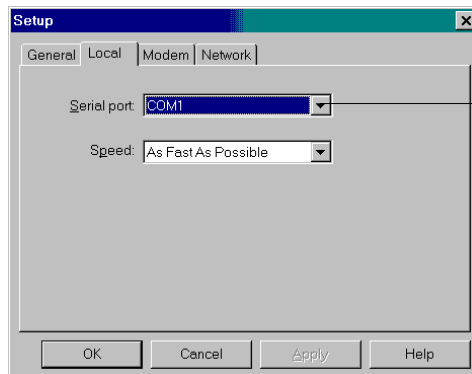 Setup
General Local Modem Network
Serial port: COM1
Speed: As Fast As Possible
OK Cancel Apply Help